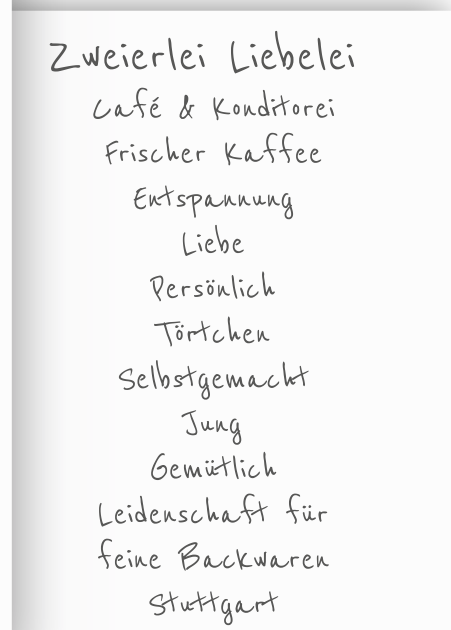 Zweierlei Liebelei
Café & Konditorei
Frischer Kaffee
Entspannung
Liebe
Persönlich
Törtchen
Selbstgemacht
Jung
Gemütlich
Leidenschaft für
feine Backwaren
Stuttgart